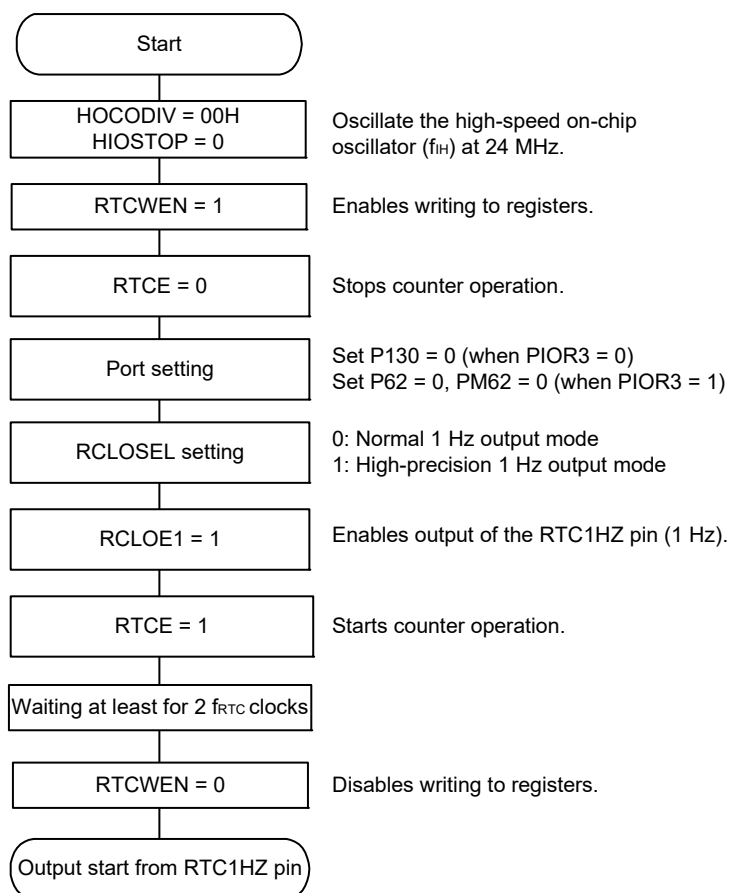 Start
HOCODIV = 00H
HIOSTOP = 0
Oscillate the high-speed on-chip
oscillator (fIH) at 24 MHz.
RTCWEN = 1
Enables writing to registers.
RTCE = 0
Stops counter operation.
Port setting
Set P130 = 0 (when PIOR3 = 0)
Set P62 = 0, PM62 = 0 (when PIOR3 = 1)
RCLOSEL setting
0: Normal 1 Hz output mode
1: High-precision 1 Hz output mode
RCLOE1 = 1
Enables output of the RTC1HZ pin (1 Hz).
RTCE = 1
Starts counter operation.
Waiting at least for 2 fRTC clocks
RTCWEN = 0
Disables writing to registers.
Output start from RTC1HZ pin